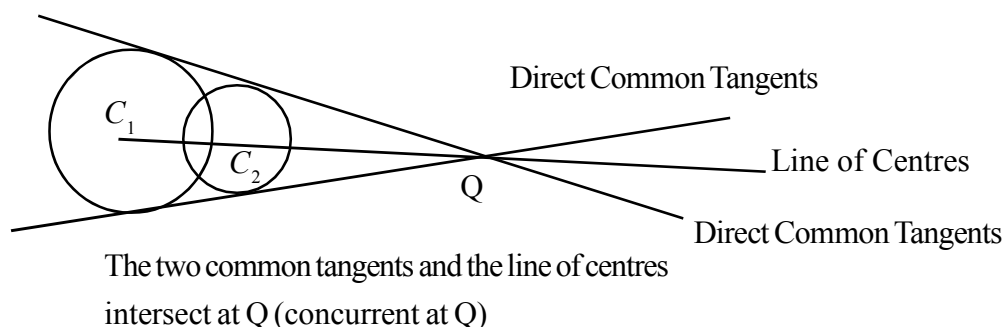 Direct Common Tangents
C1
Line of Centres
C2
Q
Direct Common Tangents
The two common tangents and the line of centres
intersect at Q (concurrent at Q)